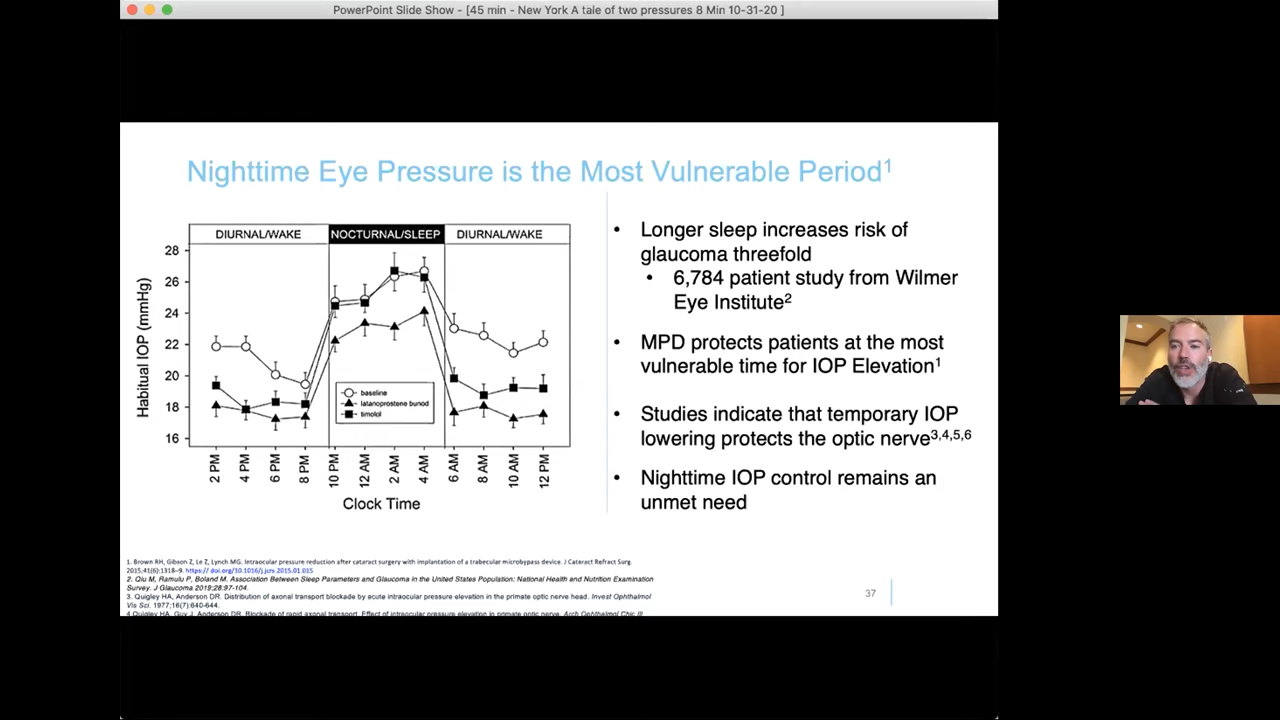 PowerPoint Slide Show - [45 min - New York A tale of two pressures 8 Min 10-31-20 ]
Nighttime Eye Pressure is the Most Vulnerable Period1
DIURNAL/WAKE NOCTURNAL/SLEEP DIURNAL/WAKE
28
26
24
22
20
18
16
Habitual IOP (mmHg)
baseline
latanoprostene bunod
timolol
2 PM 4 PM 6 PM 8 PM 10 PM 12 AM 2 AM 4 AM 6 AM 8 AM 10 AM 12 PM
Clock Time
• Longer sleep increases risk of
glaucoma threefold
• 6,784 patient study from Wilmer
Eye Institute2
• MPD protects patients at the most
vulnerable time for IOP Elevation1
• Studies indicate that temporary IOP
lowering protects the optic nerve3,4,5,6
• Nighttime IOP control remains an
unmet need
1. Brown RH, Gibson Z, Le Z, Lynch MG. Intraocular pressure reduction after cataract surgery with implantation of a trabecular microbypass device. J Cataract Refract Surg.
2015;41(6):1318–9. https://doi.org/10.1016/j.jcrs.2015.01.015
2. Qiu M, Ramulu P, Boland M. Association Between Sleep Parameters and Glaucoma in the United States Population: National Health and Nutrition Examination
Survey. J Glaucoma 2019;28:97-104.
3. Quigley HA, Anderson DR. Distribution of axonal transport blockade by acute intraocular pressure elevation in the primate optic nerve head. Invest Ophthalmol
Vis Sci. 1977;16(7):640-644.
4 Quigley HA, Guy J, Anderson DR. Blockade of rapid axonal transport. Effect of intraocular pressure elevation in primate optic nerve. Arch Ophthalmol Chic Ill
37